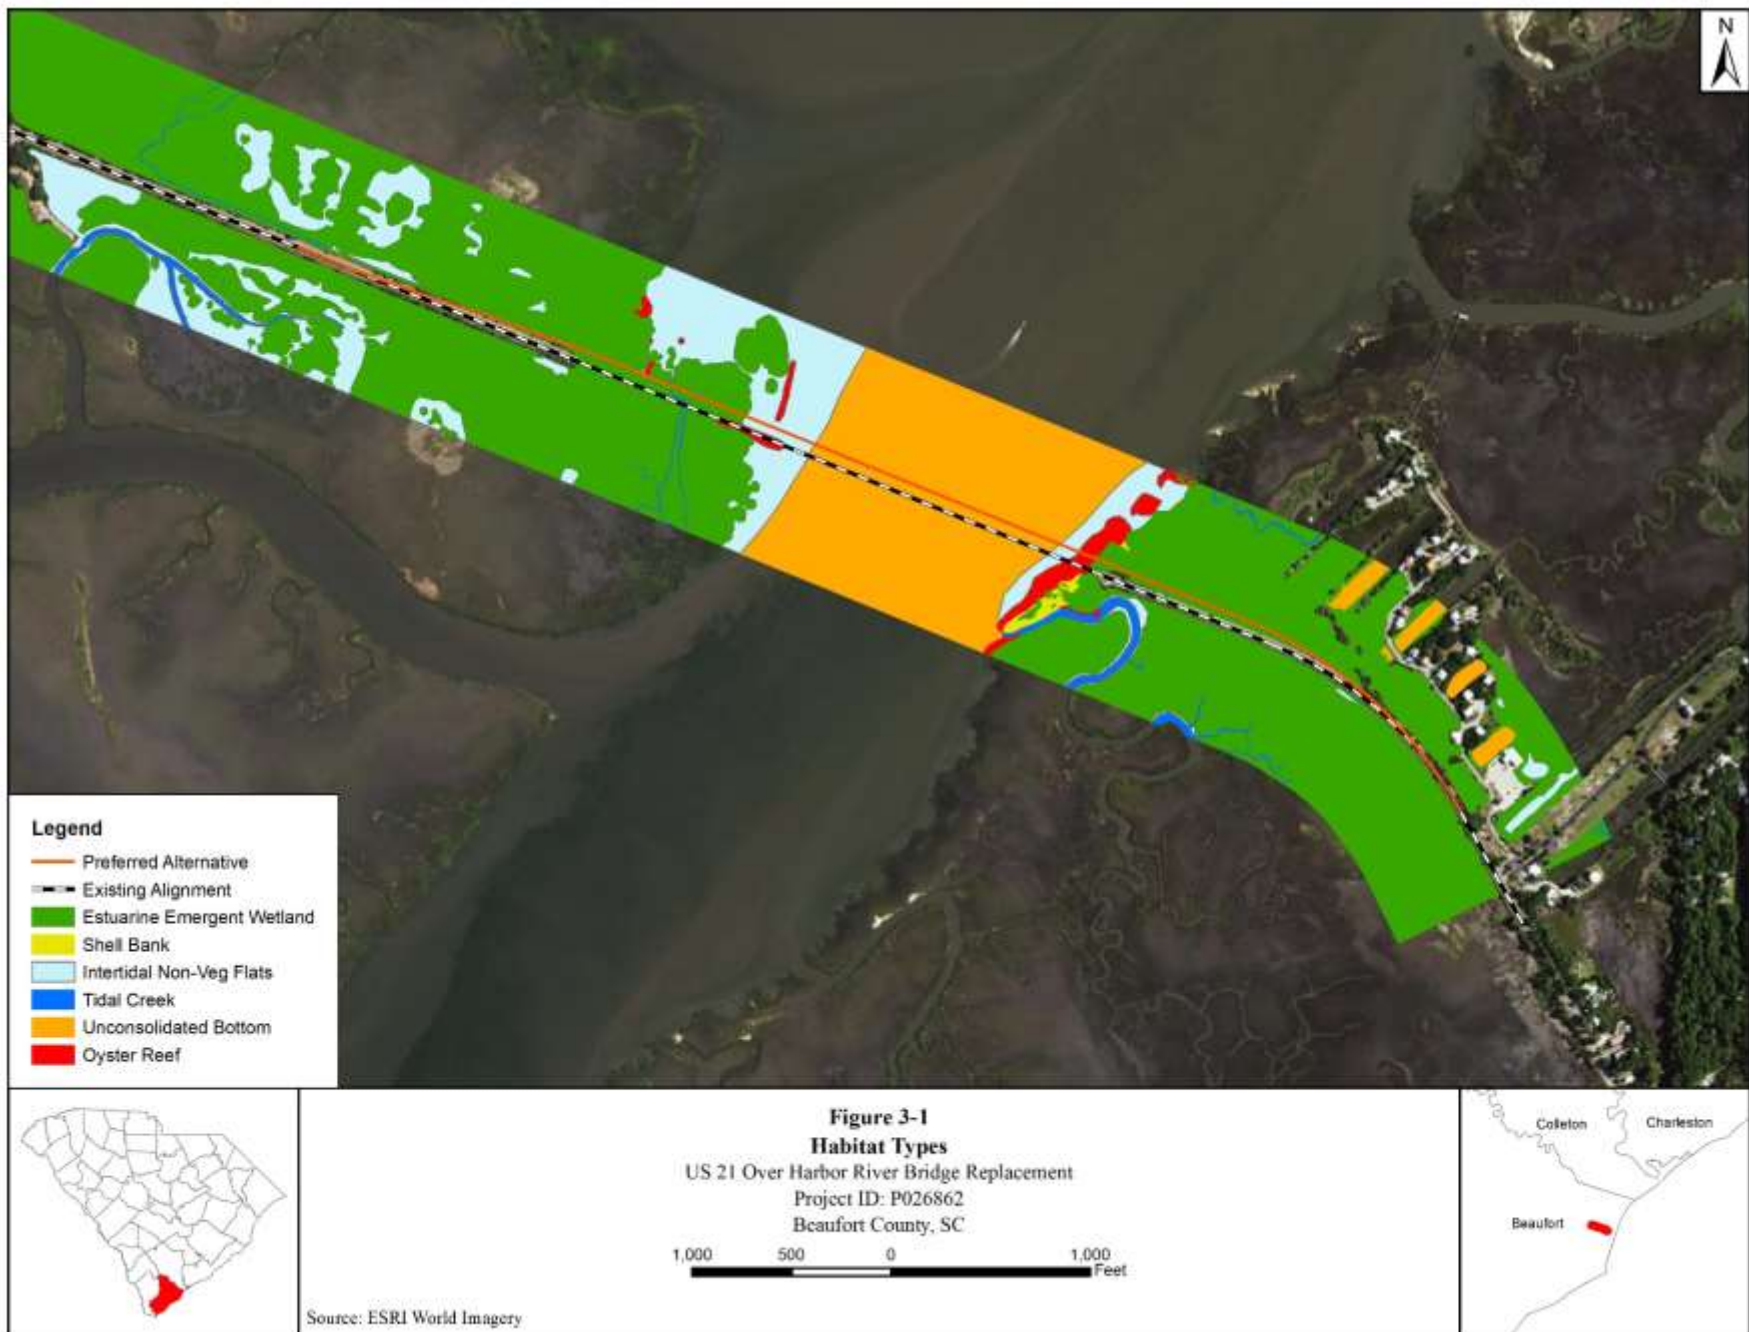 N
Legend
Preferred Alternative
Existing Alignment
Estuarine Emergent Wetland
Shell Bank
Intertidal Non-Veg Flats
Tidal Creek
Unconsolidated Bottom
Oyster Reef
Figure 3-1
Habitat Types
US 21 Over Harbor River Bridge Replacement
Project ID: P026862
Beaufort County, SC
1,000 500 0 1,000
Feet
Source: ESRI World Imagery
Colleton
Charleston
Beaufort